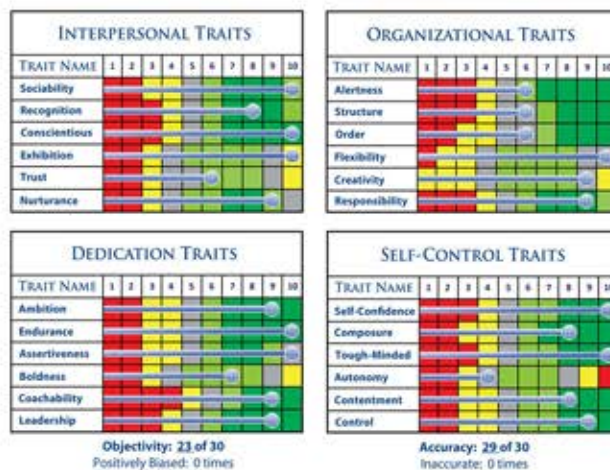 INTERPERSONAL TRAITS
TRAIT NAME 1 2 3 4 5 6 7 8 9 10
Sociability
Recognition
Conscientious
Exhibition
Trust
Nurturance
ORGANIZATIONAL TRAITS
TRAIT NAME 1 2 3 4 5 6 7 8 9 10
Alertness
Structure
Order
Flexibility
Creativity
Responsibility
DEDICATION TRAITS
TRAIT NAME 1 2 3 4 5 6 7 8 9 10
Ambition
Endurance
Assertiveness
Boldness
Coachability
Leadership
Objectivity: 23 of 30
Positively Biased: 0 times
SELF-CONTROL TRAITS
TRAIT NAME 1 2 3 4 5 6 7 8 9 10
Self-Confidence
Composure
Tough-Minded
Autonomy
Contentment
Control
Accuracy: 29 of 30
Inaccurate: 0 times